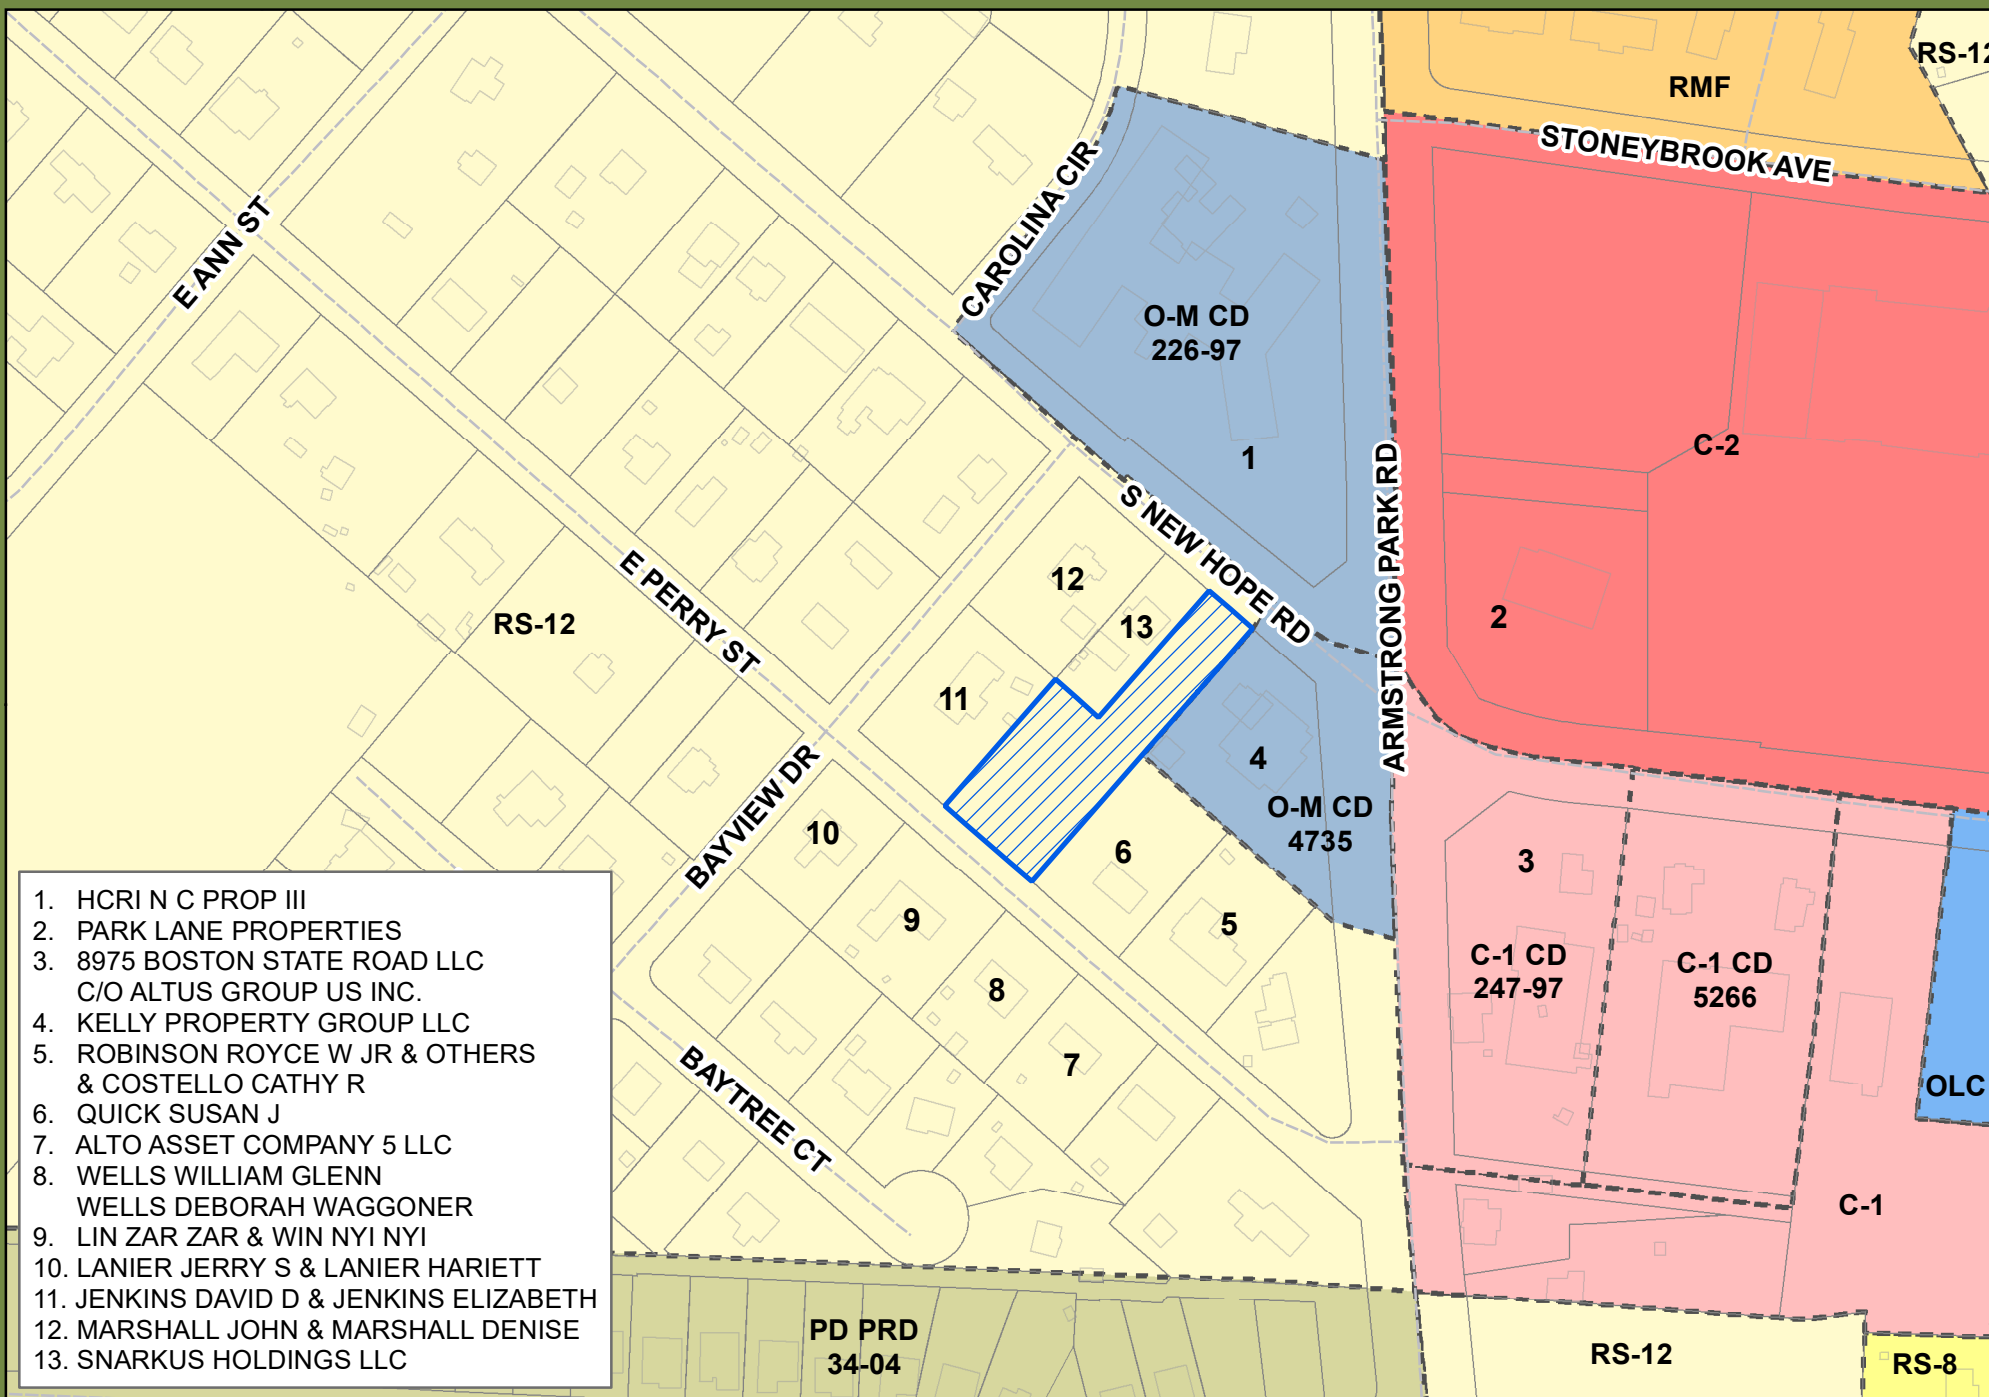 RS-12
RMF
STONEYBROOK AVE
CAROLINA CIR
E ANN ST
O-M CD
226-97
C-2
1
ARMSTRONG PARK RD
S NEW HOPE RD
12
13
2
E PERRY ST
RS-12
11
4
O-M CD
4735
BAYVIEW DR
10
6
3
9
5
C-1 CD
247-97
C-1 CD
5266
8
7
OLC
BAYTREE CT
C-1
PD PRD
34-04
RS-12
RS-8
1. HCRI N C PROP III
2. PARK LANE PROPERTIES
3. 8975 BOSTON STATE ROAD LLC
C/O ALTUS GROUP US INC.
4. KELLY PROPERTY GROUP LLC
5. ROBINSON ROYCE W JR & OTHERS
& COSTELLO CATHY R
6. QUICK SUSAN J
7. ALTO ASSET COMPANY 5 LLC
8. WELLS WILLIAM GLENN
WELLS DEBORAH WAGGONER
9. LIN ZAR ZAR & WIN NYI NYI
10. LANIER JERRY S & LANIER HARIETT
11. JENKINS DAVID D & JENKINS ELIZABETH
12. MARSHALL JOHN & MARSHALL DENISE
13. SNARKUS HOLDINGS LLC